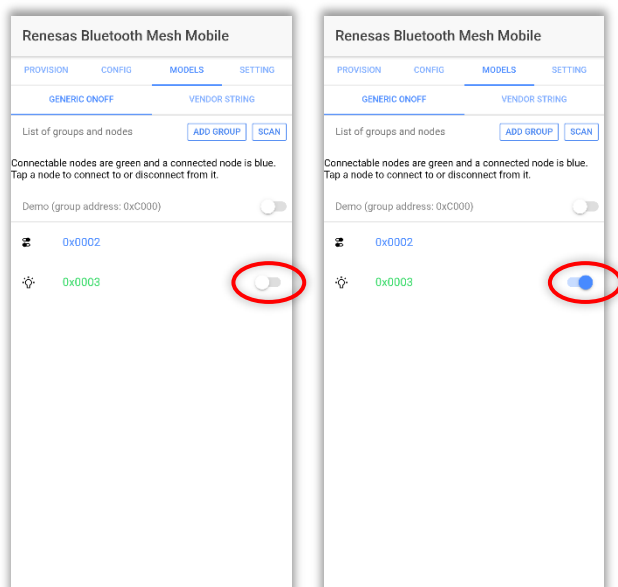 Renesas Bluetooth Mesh Mobile
PROVISION CONFIG MODELS SETTING
GENERIC ONOFF VENDOR STRING
List of groups and nodes ADD GROUP SCAN
Connectable nodes are green and a connected node is blue.
Tap a node to connect to or disconnect from it.
Demo (group address: 0xC000)
0x0002
0x0003
Renesas Bluetooth Mesh Mobile
PROVISION CONFIG MODELS SETTING
GENERIC ONOFF VENDOR STRING
List of groups and nodes ADD GROUP SCAN
Connectable nodes are green and a connected node is blue.
Tap a node to connect to or disconnect from it.
Demo (group address: 0xC000)
0x0002
0x0003